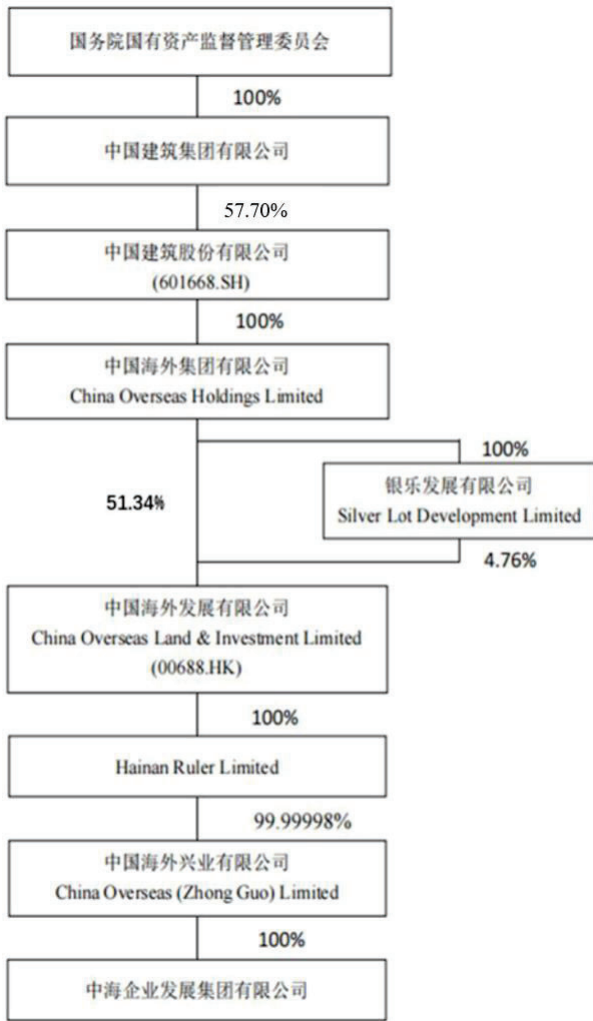 国务院国有资产监督管理委员会
100%
中国建筑集团有限公司
57.70%
中国建筑股份有限公司
(601668.SH)
100%
中国海外集团有限公司
China Overseas Holdings Limited
100%
银乐发展有限公司
Silver Lot Development Limited
51.34%
4.76%
中国海外发展有限公司
China Overseas Land & Investment Limited
(00688.HK)
100%
Hainan Ruler Limited
99.99998%
中国海外兴业有限公司
China Overseas (Zhong Guo) Limited
100%
中海企业发展集团有限公司